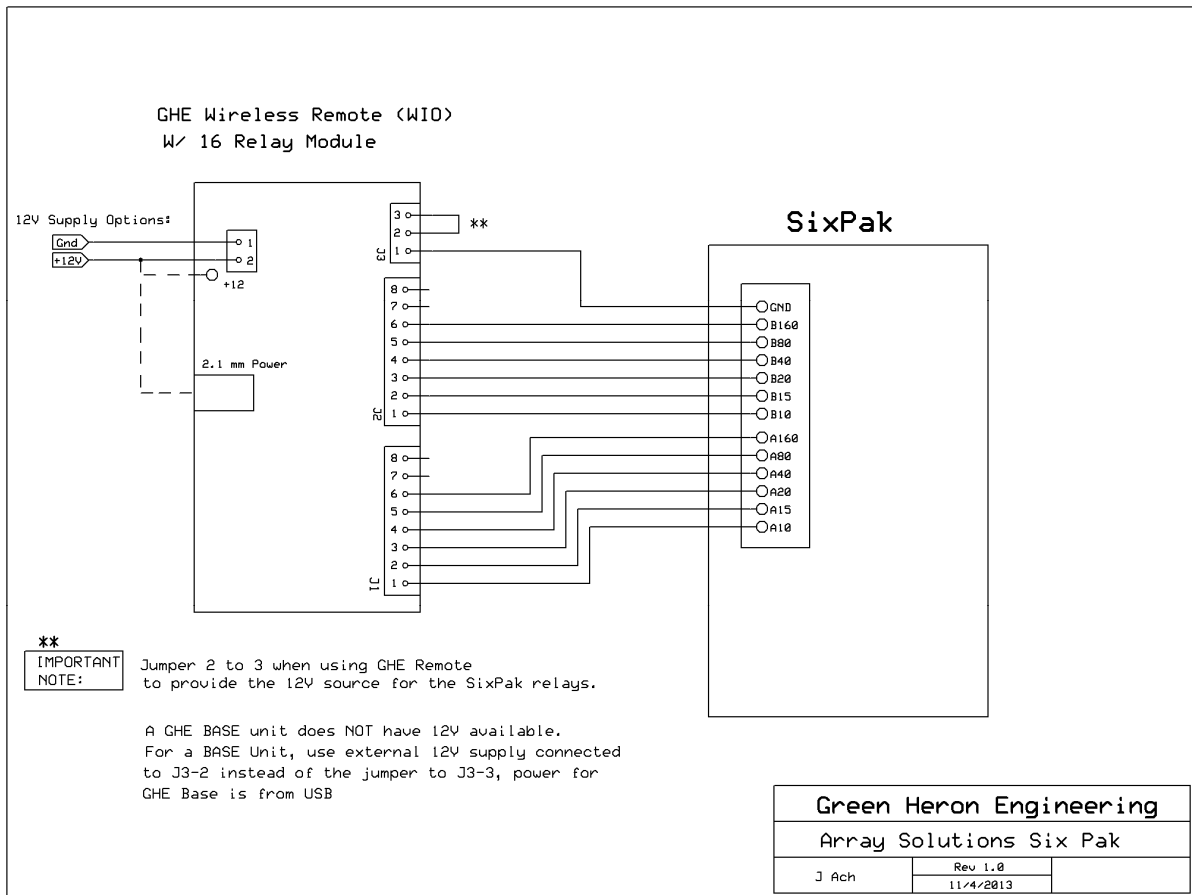 GHE Wireless Remote (WIO)
W/ 16 Relay Module
12V Supply Options:
Gnd
+12V
1
2
+12
2.1 mm Power
3
2
1
J3
**
8
7
6
5
4
3
2
1
J2
8
7
6
5
4
3
2
1
J1
SixPak
GND
B160
B80
B40
B20
B15
B10
A160
A80
A40
A20
A15
A10
**
IMPORTANT
NOTE:
Jumper 2 to 3 when using GHE Remote
to provide the 12V source for the SixPak relays.
A GHE BASE unit does NOT have 12V available.
For a BASE Unit, use external 12V supply connected
to J3-2 instead of the jumper to J3-3, power for
GHE Base is from USB
Green Heron Engineering
Array Solutions Six Pak
J Ach
Rev 1.0
11/4/2013